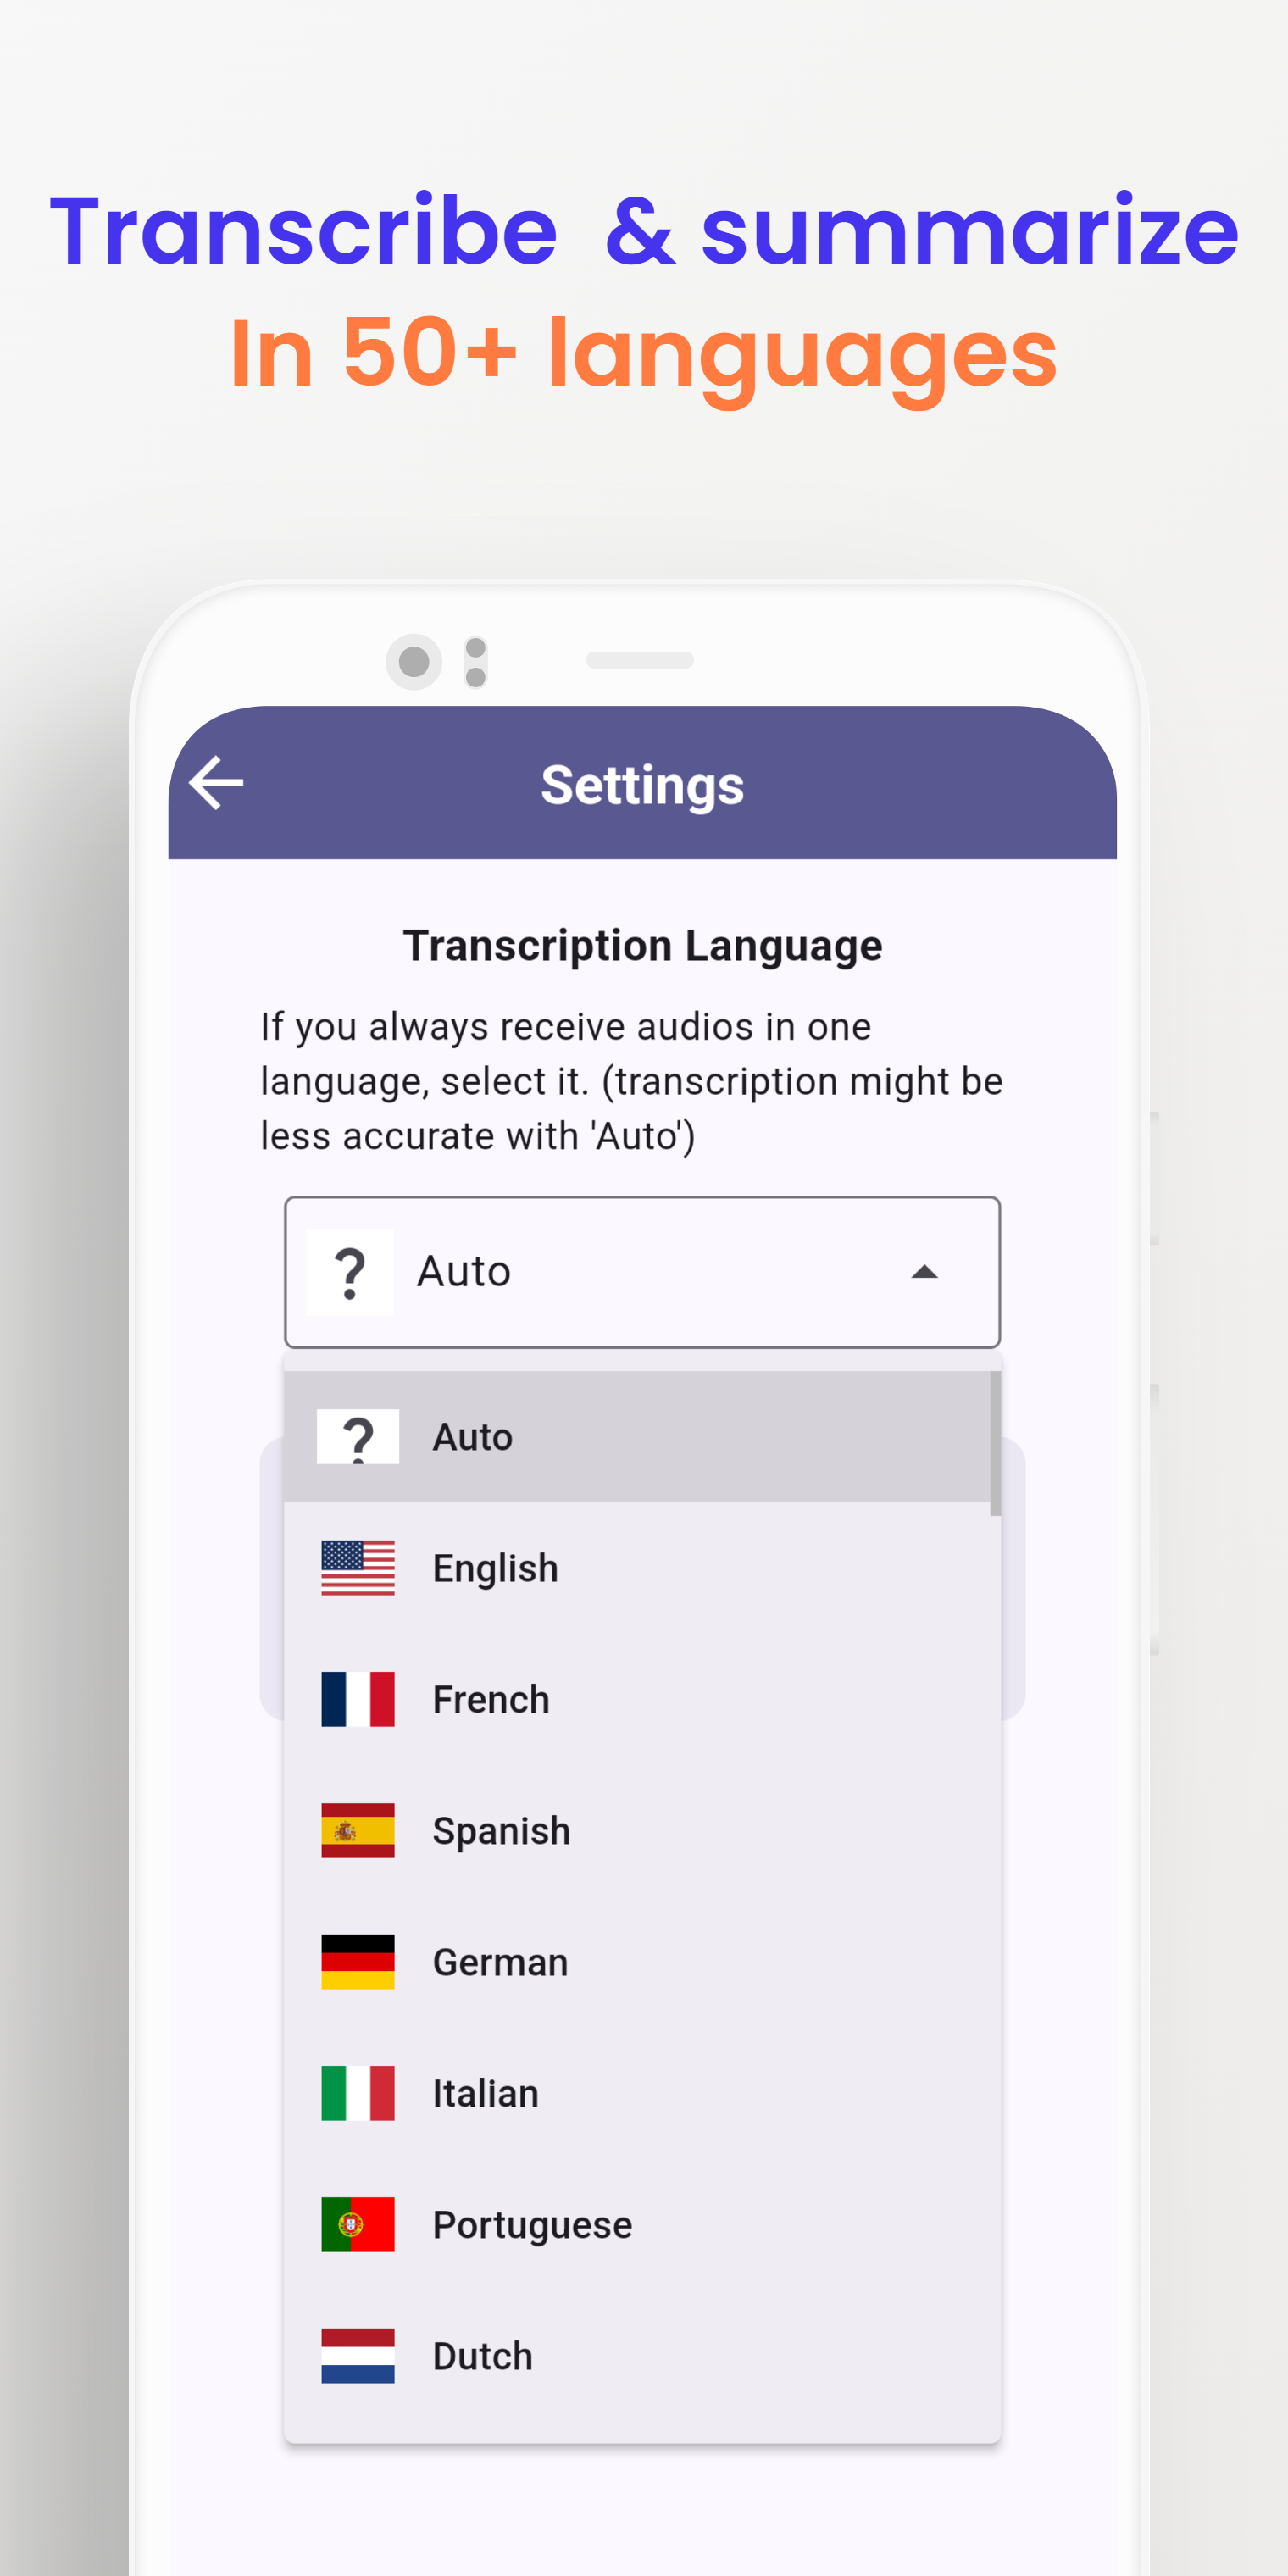 Transcribe & summarize
In 50+ languages
Settings
Transcription Language
If you always receive audios in one
language, select it. (transcription might be
less accurate with 'Auto')
? Auto
? Auto
English
French
Spanish
German
Italian
Portuguese
Dutch